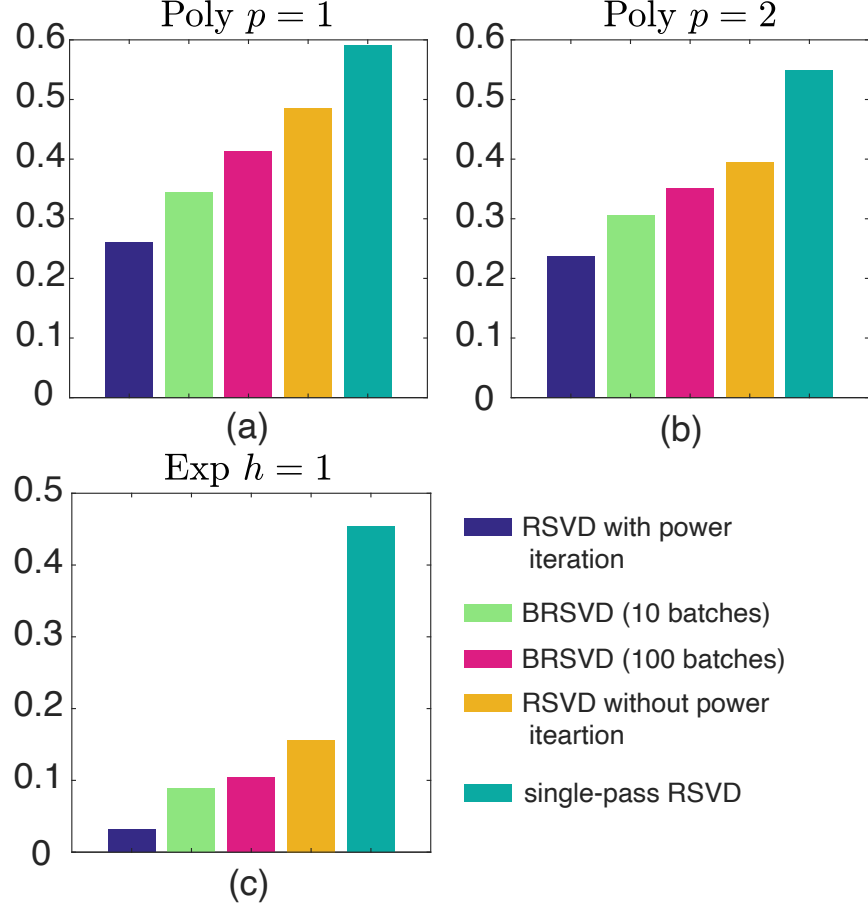 Poly p = 1
0.6
0.5
0.4
0.3
0.2
0.1
0
(a)
Poly p = 2
0.6
0.5
0.4
0.3
0.2
0.1
0
(b)
Exp h = 1
0.5
0.4
0.3
0.2
0.1
0
(c)
RSVD with power
iteration
BRSVD (10 batches)
BRSVD (100 batches)
RSVD without power
iteartion
single-pass RSVD